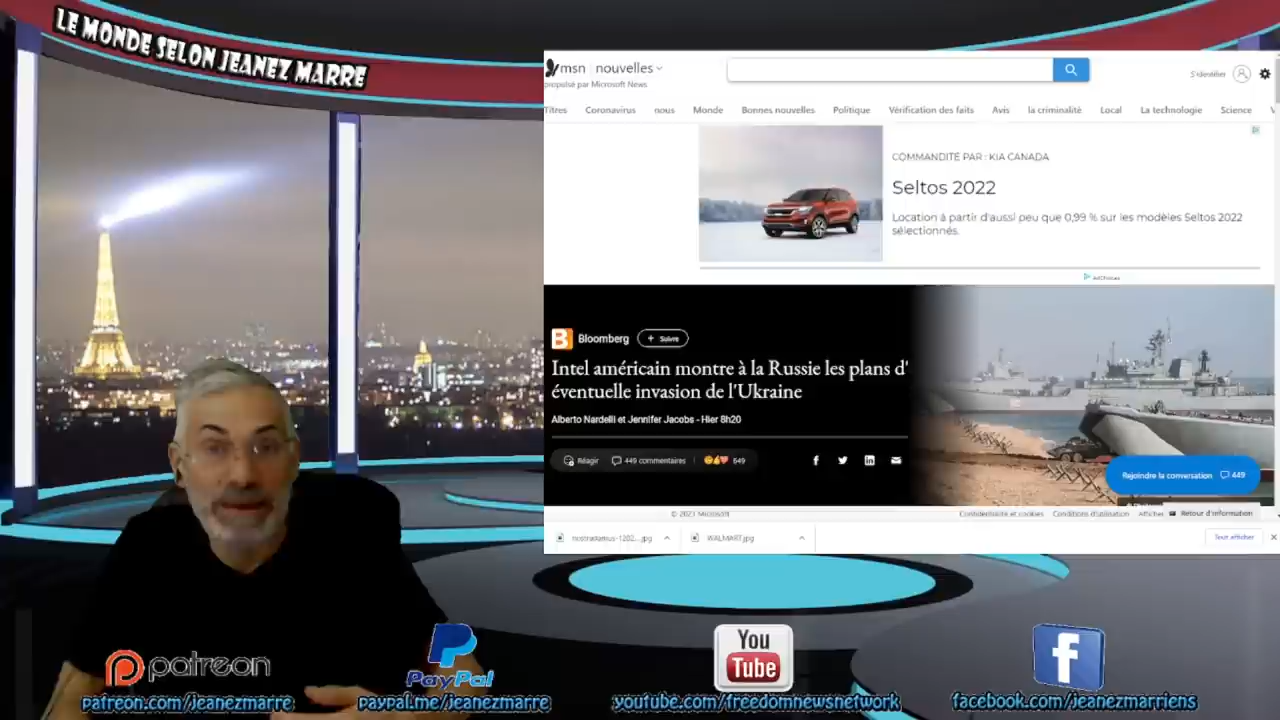 LE MONDE SELON JEANEZ MARRE
msn nouvelles
propulsé par Microsoft News
S'identifier
Titres Coronavirus nous Monde Bonnes nouvelles Politique Vérification des faits Avis la criminalité Local La technologie Science
COMMANDITÉ PAR : KIA CANADA
Seltos 2022
Location à partir d'aussi peu que 0,99 % sur les modèles Seltos 2022
sélectionnés.
AdChoices
B Bloomberg + Suivre
Intel américain montre à la Russie les plans d'
éventuelle invasion de l'Ukraine
Alberto Nardelli et Jennifer Jacobs - Hier 8h20
Réagir 449 commentaires 649
Rejoindre la conversation 449
© 2021 Microsoft Confidentialité et cookies Conditions d'utilisation Afficher Retour d'information
WALMART.jpg Tout afficher
patreon
PayPal
You
Tube
f
patreon.com/jeanezmarre
paypal.me/jeanezmarre
youtube.com/freedomnewsnetwork
facebook.com/jeanezmarriens